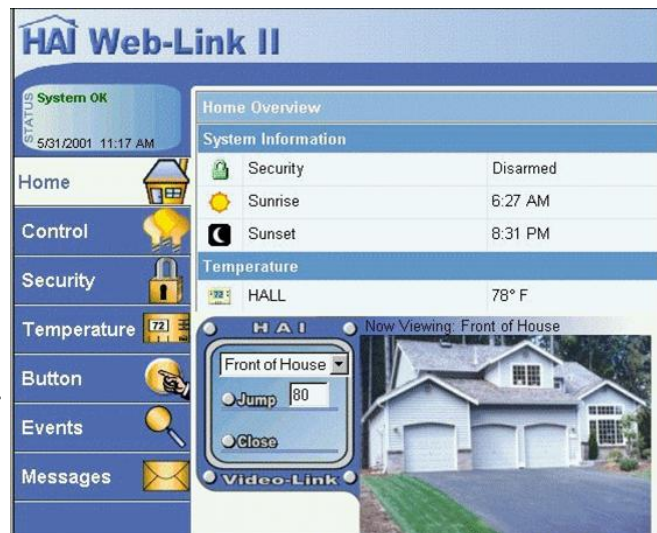 HAI Web-Link II
STATUS
System OK
5/31/2001 11:17 AM
Home
Control
Security
Temperature
72
Button
Events
Messages
Home Overview
System Information
Security Disarmed
Sunrise 6:27 AM
Sunset 8:31 PM
Temperature
72
HALL 78° F
HAI
Now Viewing: Front of House
Front of House
Jump 80
Close
Video-Link